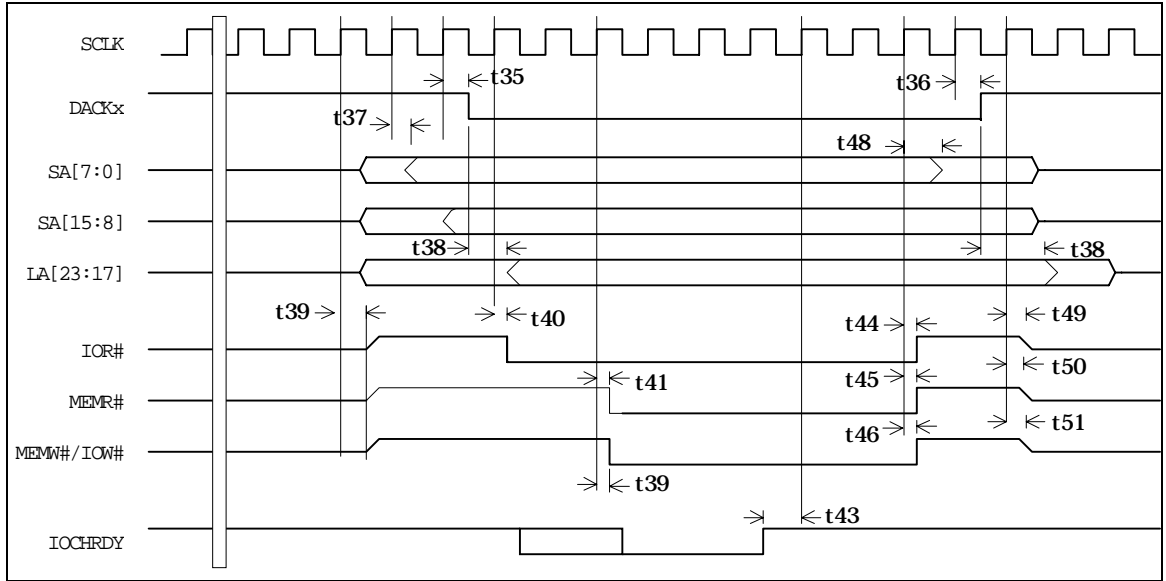 SCLK
t35
t36
DACKx
t37
t48
SA[7:0]
SA[15:8]
t38
t38
LA[23:17]
t39
t40
t44
t49
IOR#
t50
t41
t45
MEMR#
t51
t46
MEMW#/IOW#
t39
t43
IOCHRDY